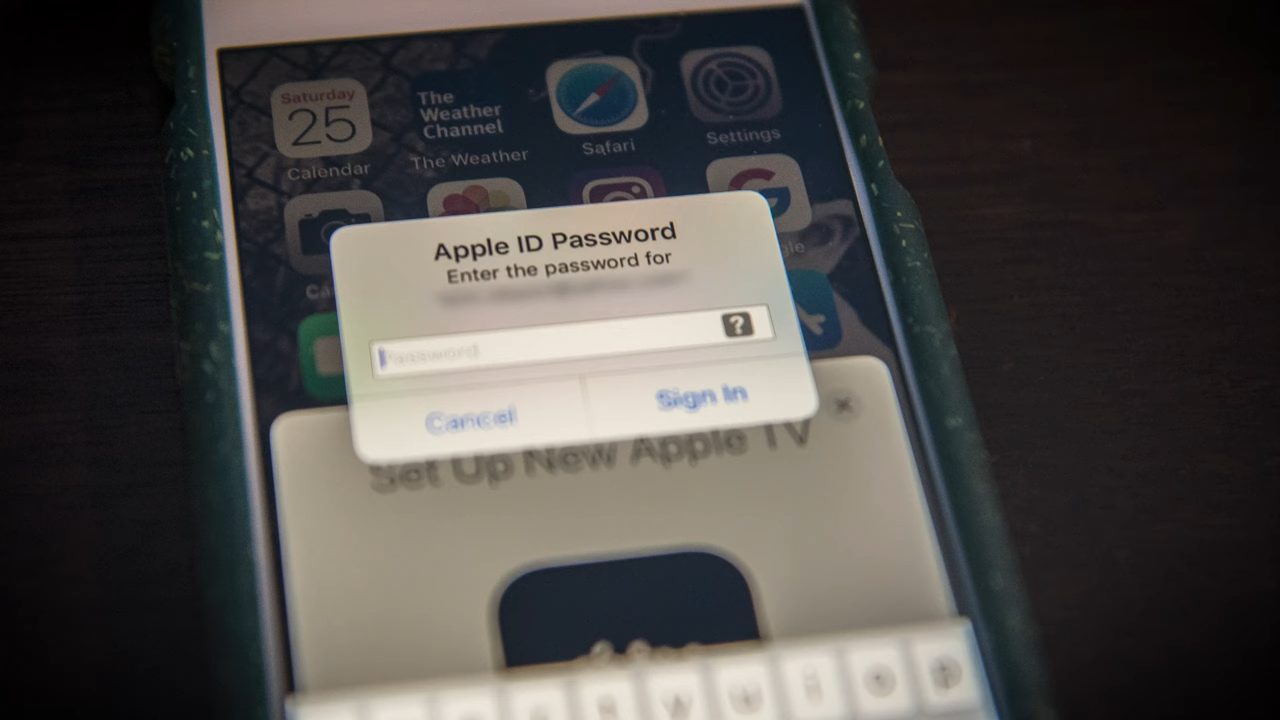 Saturday
25
Calendar
The
Weather
Channel
The Weather
Safari
Settings
Apple ID Password
Enter the password for
Password
Cancel
Sign In
Set Up New Apple TV